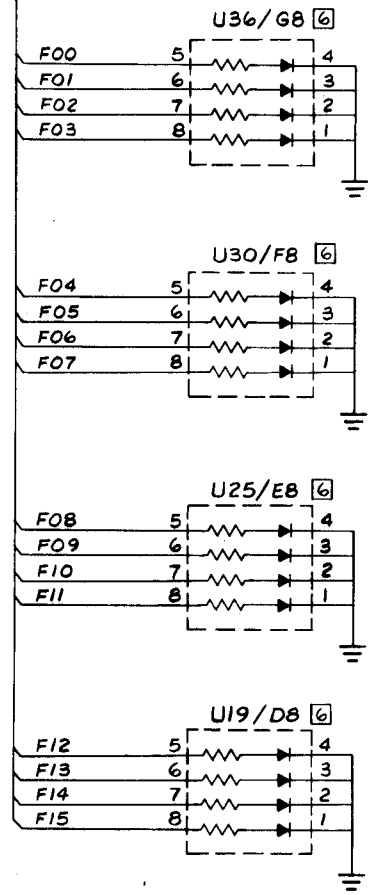 U36/G8 6
F00 5 4
F01 6 3
F02 7 2
F03 8 1
U30/F8 6
F04 5 4
F05 6 3
F06 7 2
F07 8 1
U25/E8 6
F08 5 4
F09 6 3
F10 7 2
F11 8 1
U19/D8 6
F12 5 4
F13 6 3
F14 7 2
F15 8 1